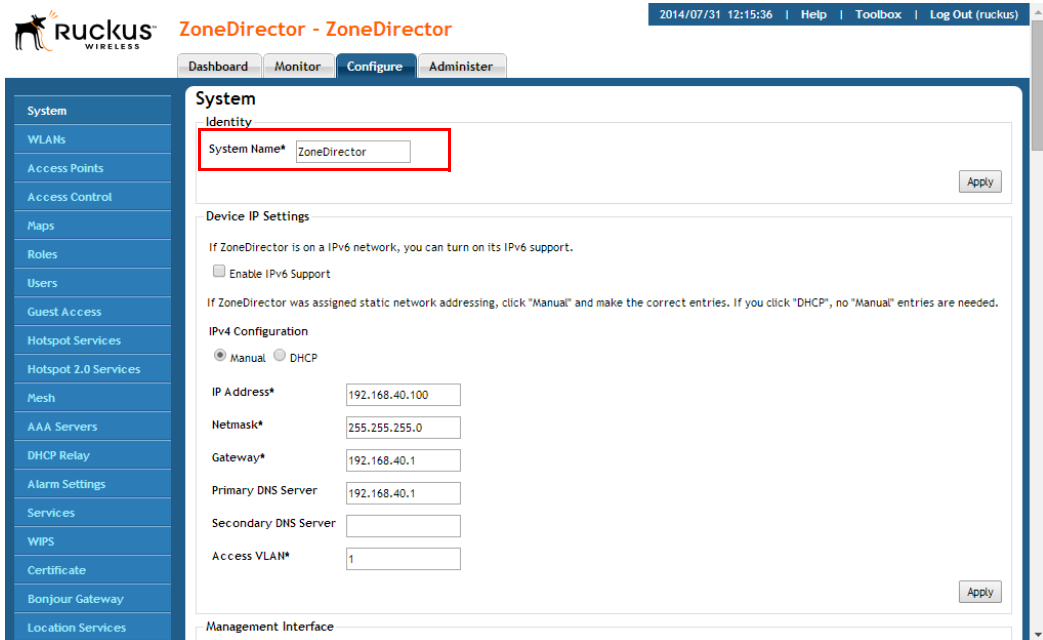 2014/07/31 12:15:36 | Help | Toolbox | Log Out (ruckus)
RUCKUS
WIRELESS
ZoneDirector - ZoneDirector
Dashboard Monitor Configure Administer
System
WLANs
Access Points
Access Control
Maps
Roles
Users
Guest Access
Hotspot Services
Hotspot 2.0 Services
Mesh
AAA Servers
DHCP Relay
Alarm Settings
Services
WIPS
Certificate
Bonjour Gateway
Location Services
System
Identity
System Name* ZoneDirector
Apply
Device IP Settings
If ZoneDirector is on a IPv6 network, you can turn on its IPv6 support.
Enable IPv6 Support
If ZoneDirector was assigned static network addressing, click "Manual" and make the correct entries. If you click "DHCP", no "Manual" entries are needed.
IPv4 Configuration
Manual DHCP
IP Address* 192.168.40.100
Netmask* 255.255.255.0
Gateway* 192.168.40.1
Primary DNS Server 192.168.40.1
Secondary DNS Server
Access VLAN* 1
Apply
Management Interface